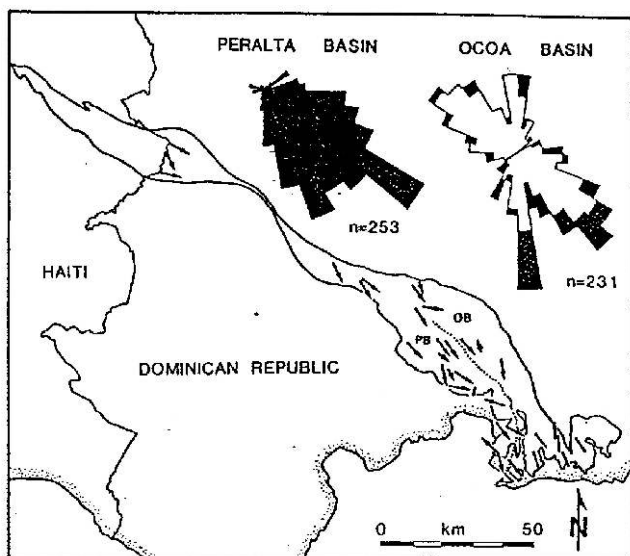 PERALTA BASIN
OCOA BASIN
n=253
n=231
HAITI
OB
PB
DOMINICAN REPUBLIC
0 km 50
N